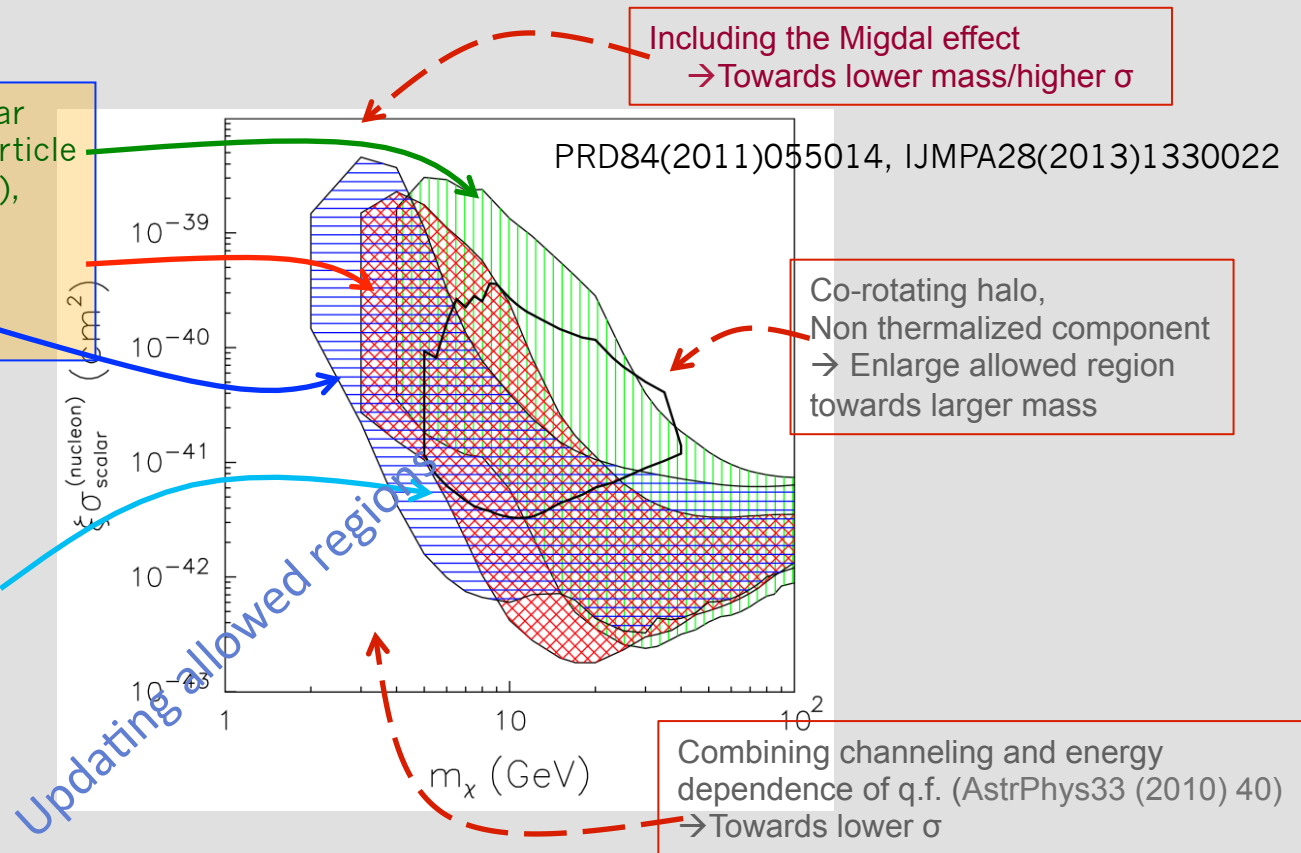 Including the Migdal effect
→Towards lower mass/higher σ
ar
rticle
),
PRD84(2011)055014, IJMPA28(2013)1330022
Co-rotating halo,
Non thermalized component
→ Enlarge allowed region
towards larger mass
ξσ scalar (nucleon) (cm²)
10⁻³⁹
10⁻⁴⁰
10⁻⁴¹
10⁻⁴²
10⁻⁴³
1
10
10²
m_χ (GeV)
Updating allowed regions
Combining channeling and energy
dependence of q.f. (AstrPhys33 (2010) 40)
→Towards lower σ